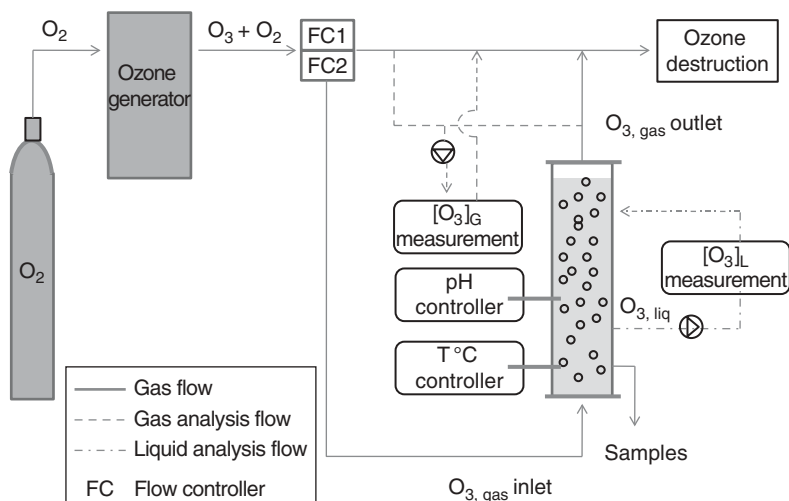 O₂
O₃ + O₂
FC1
FC2
Ozone
generator
Ozone
destruction
O₃, gas outlet
[O₃]G
measurement
[O₃]L
measurement
O₂
pH
controller
O₃, liq
T °C
controller
Gas flow
Gas analysis flow
Liquid analysis flow
FC Flow controller
Samples
O₃, gas inlet